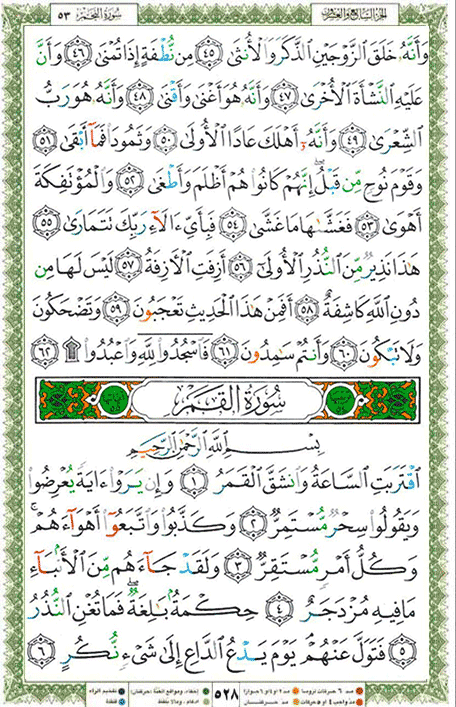 سُورَةُ النَّجْمِ ٥٣
الجزء السابع والعشرون
وَأَنَّهُۥ خَلَقَ ٱلزَّوْجَيْنِ ٱلذَّكَرَ وَٱلْأُنثَىٰ ٤٥ مِن نُّطْفَةٍ إِذَا تُمْنَىٰ ٤٦ وَأَنَّ
عَلَيْهِ ٱلنَّشْأَةَ ٱلْأُخْرَىٰ ٤٧ وَأَنَّهُۥ هُوَ أَغْنَىٰ وَأَقْنَىٰ ٤٨ وَأَنَّهُۥ هُوَ رَبُّ
ٱلشِّعْرَىٰ ٤٩ وَأَنَّهُۥٓ أَهْلَكَ عَادًا ٱلْأُولَىٰ ٥٠ وَثَمُودَا۟ فَمَآ أَبْقَىٰ ٥١
وَقَوْمَ نُوحٍ مِّن قَبْلُ ۖ إِنَّهُمْ كَانُوا۟ هُمْ أَظْلَمَ وَأَطْغَىٰ ٥٢ وَٱلْمُؤْتَفِكَةَ
أَهْوَىٰ ٥٣ فَغَشَّىٰهَا مَا غَشَّىٰ ٥٤ فَبِأَىِّ ءَالَآءِ رَبِّكَ تَتَمَارَىٰ ٥٥
هَٰذَا نَذِيرٌ مِّنَ ٱلنُّذُرِ ٱلْأُولَىٰٓ ٥٦ أَزِفَتِ ٱلْءَازِفَةُ ٥٧ لَيْسَ لَهَا مِن
دُونِ ٱللَّهِ كَاشِفَةٌ ٥٨ أَفَمِنْ هَٰذَا ٱلْحَدِيثِ تَعْجَبُونَ ٥٩ وَتَضْحَكُونَ
وَلَا تَبْكُونَ ٦٠ وَأَنتُمْ سَٰمِدُونَ ٦١ فَٱسْجُدُوا۟ لِلَّهِ وَٱعْبُدُوا۟ ۩ ٦٢
سُورَةُ القَمَرِ
بِسْمِ ٱللَّهِ ٱلرَّحْمَٰنِ ٱلرَّحِيمِ
ٱقْتَرَبَتِ ٱلسَّاعَةُ وَٱنشَقَّ ٱلْقَمَرُ ١ وَإِن يَرَوْا۟ ءَايَةً يُعْرِضُوا۟
وَيَقُولُوا۟ سِحْرٌ مُّسْتَمِرٌّ ٢ وَكَذَّبُوا۟ وَٱتَّبَعُوٓا۟ أَهْوَآءَهُمْ ۚ
وَكُلُّ أَمْرٍ مُّسْتَقِرٌّ ٣ وَلَقَدْ جَآءَهُم مِّنَ ٱلْأَنۢبَآءِ
مَا فِيهِ مُزْدَجَرٌ ٤ حِكْمَةٌۢ بَٰلِغَةٌ ۖ فَمَا تُغْنِ ٱلنُّذُرُ
٥ فَتَوَلَّ عَنْهُمْ ۘ يَوْمَ يَدْعُ ٱلدَّاعِ إِلَىٰ شَىْءٍ نُّكُرٍ ٦
٥٢٨